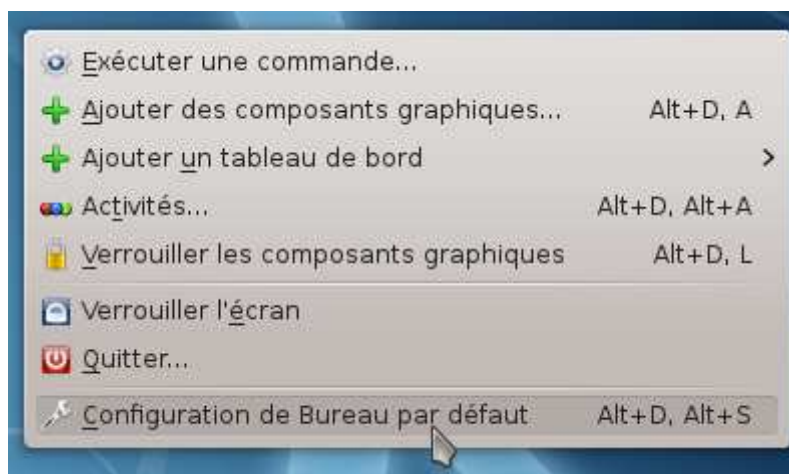 Exécuter une commande...
Ajouter des composants graphiques... Alt+D, A
Ajouter un tableau de bord
Activités... Alt+D, Alt+A
Verrouiller les composants graphiques Alt+D, L
Verrouiller l'écran
Quitter...
Configuration de Bureau par défaut Alt+D, Alt+S